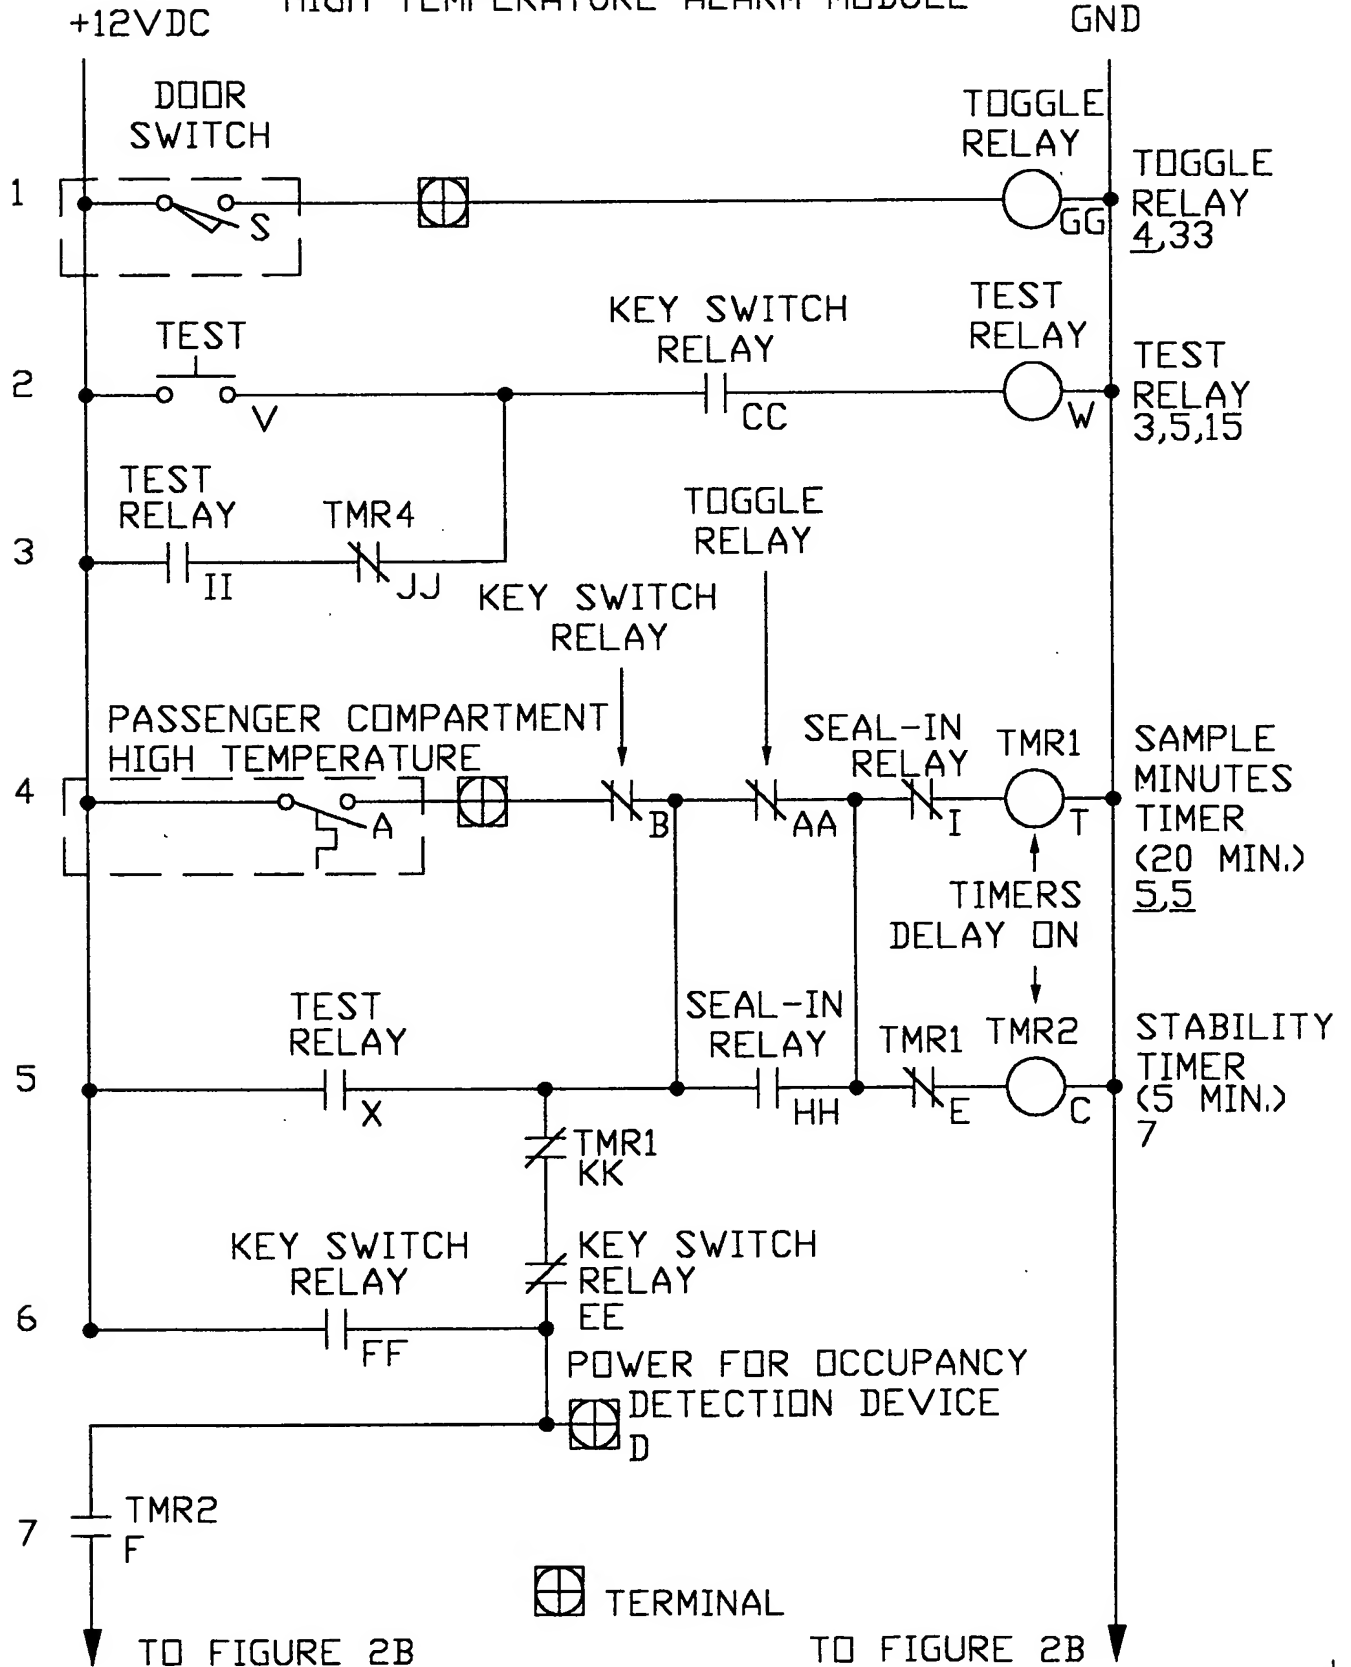 HIGH TEMPERATURE ALARM MODULE
+12VDC
GND
DOOR
SWITCH
TOGGLE
RELAY
1
S
GG
TOGGLE
RELAY
4,33
TEST
KEY SWITCH
RELAY
TEST
RELAY
2
V
CC
W
TEST
RELAY
3,5,15
TEST
RELAY
TMR4
TOGGLE
RELAY
3
II
JJ
KEY SWITCH
RELAY
PASSENGER COMPARTMENT
HIGH TEMPERATURE
SEAL-IN
RELAY
TMR1
4
A
B
AA
I
T
SAMPLE
MINUTES
TIMER
(20 MIN.)
5,5
TIMERS
DELAY ON
TEST
RELAY
SEAL-IN
RELAY
TMR1
TMR2
5
X
HH
E
C
STABILITY
TIMER
(5 MIN.)
7
TMR1
KK
KEY SWITCH
RELAY
KEY SWITCH
RELAY
EE
6
FF
POWER FOR OCCUPANCY
DETECTION DEVICE
D
7
TMR2
F
TERMINAL
TO FIGURE 2B
TO FIGURE 2B